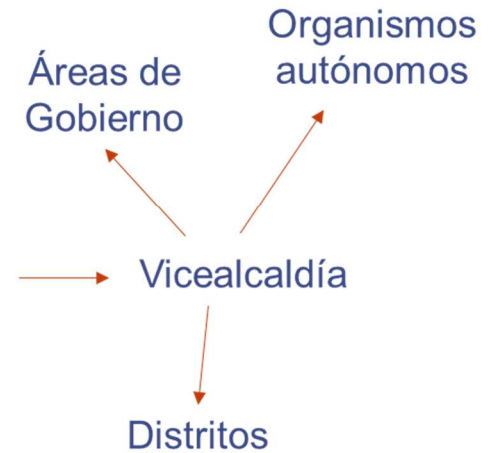 Organismos
autónomos
Áreas de
Gobierno
Vicealcaldía
Distritos